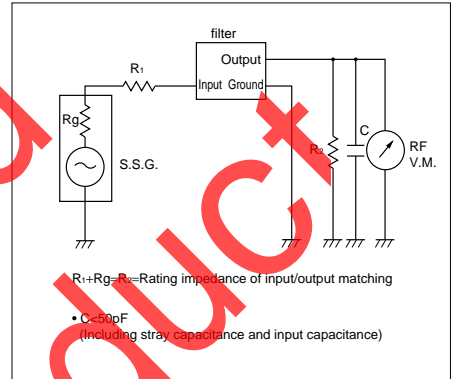 filter
R1
Output
Input Ground
Rg
S.S.G.
R2
C
RF
V.M.
R1+Rg=R2=Rating impedance of input/output matching
• C<50pF
(Including stray capacitance and input capacitance)
duct